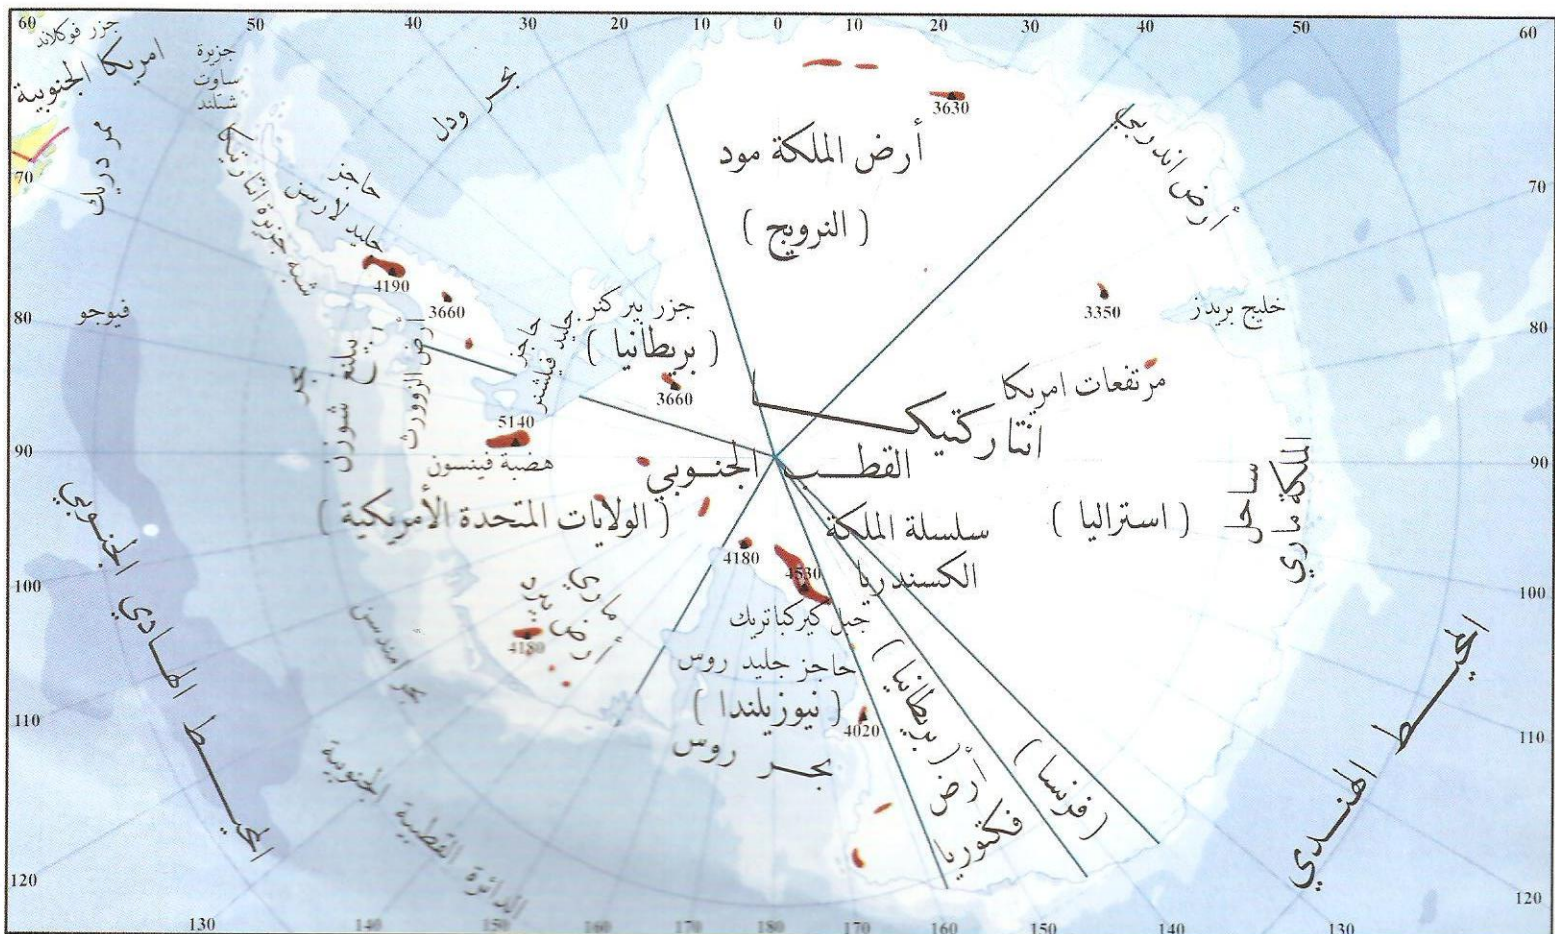 60
50
40
30
20
10
0
10
20
30
40
50
60
جزر فوكلاند
امريكا الجنوبية
جزيرة
ساوت
شتلند
بحر ودل
3630
أرض الملكة مود
( النرويج )
أرض اندربي
ممر دريك
70
70
شبه جزيرة انتاركتيكا
حاجز
جليد لارسن
4190
3660
فيوجو
80
80
جزر بيركنر
( بريطانيا )
حاجز
جليد فيلشنر
أرض الزوورث
3350
خليج بريدز
3660
مرتفعات امريكا
بحر
بيلنغ شوزن
5140
هضبة فينسون
انتاركتيكا
القطب الجنوبي
90
90
( الولايات المتحدة الأمريكية )
سلسلة الملكة
الكسندريا
( استراليا )
ساحل
الملكة ماري
4180
4530
100
100
ماري بيرد
أرض
4180
جبل كيركباتريك
حاجز جليد روس
( نيوزيلندا )
4020
بحر روس
بحر امندسن
110
110
المحيط الهادي الجنوبي
المحيط الهندي
الدائرة القطبية الجنوبية
( بريطانيا )
أرض
فكتوريا
( فرنسا )
120
120
130
140
150
160
170
180
170
160
150
140
130